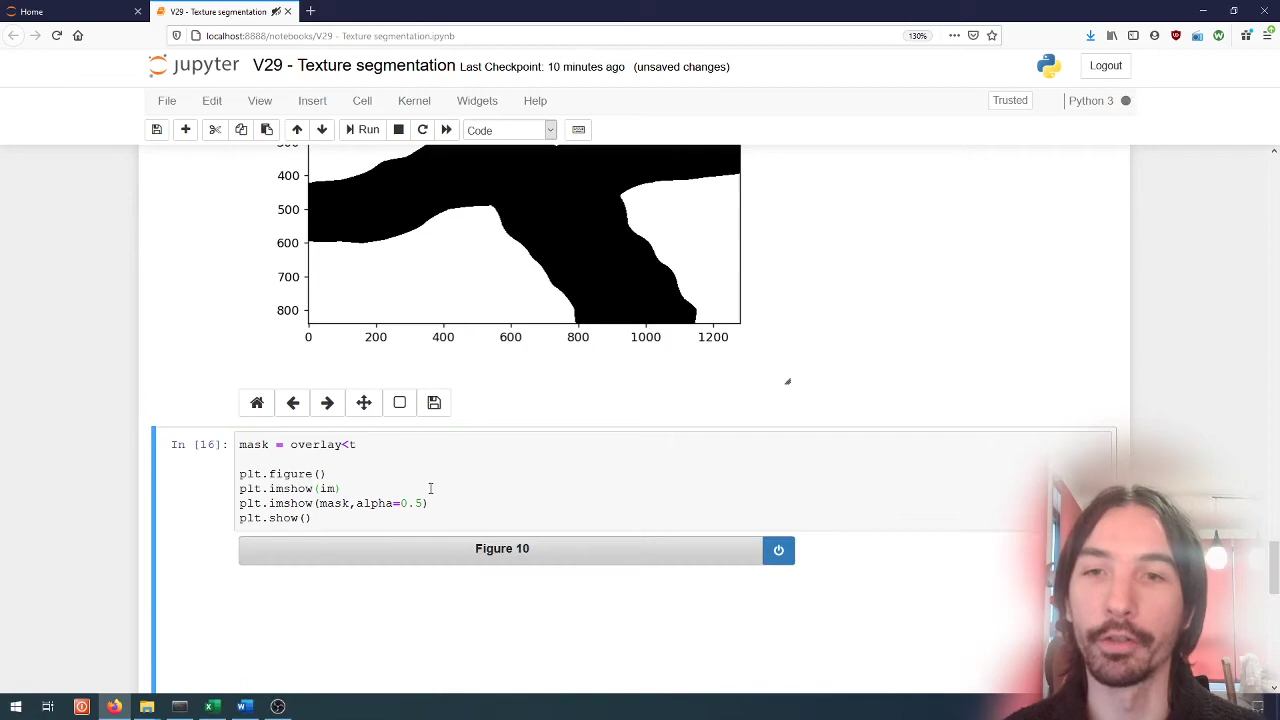 Home
V29 - Texture segmentation
localhost:8888/notebooks/V29 - Texture segmentation.ipynb
130%
jupyter V29 - Texture segmentation Last Checkpoint: 10 minutes ago (unsaved changes)
Logout
File Edit View Insert Cell Kernel Widgets Help
Trusted
Python 3
Run
Code
400
500
600
700
800
0 200 400 600 800 1000 1200
In [16]: mask = overlay<t
plt.figure()
plt.imshow(im)
plt.imshow(mask,alpha=0.5)
plt.show()
Figure 10